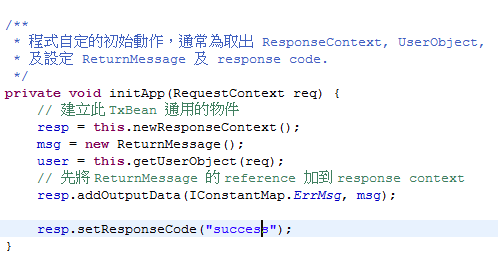 /**
 * 程式自定的初始動作，通常為取出 ResponseContext, UserObject,
 * 及設定 ReturnMessage 及 response code.
 */
private void initApp(RequestContext req) {
    // 建立此 TxBean 通用的物件
    resp = this.newResponseContext();
    msg = new ReturnMessage();
    user = this.getUserObject(req);
    // 先將 ReturnMessage 的 reference 加到 response context
    resp.addOutputData(IConstantMap.ErrMsg, msg);
    resp.setResponseCode("success");
}